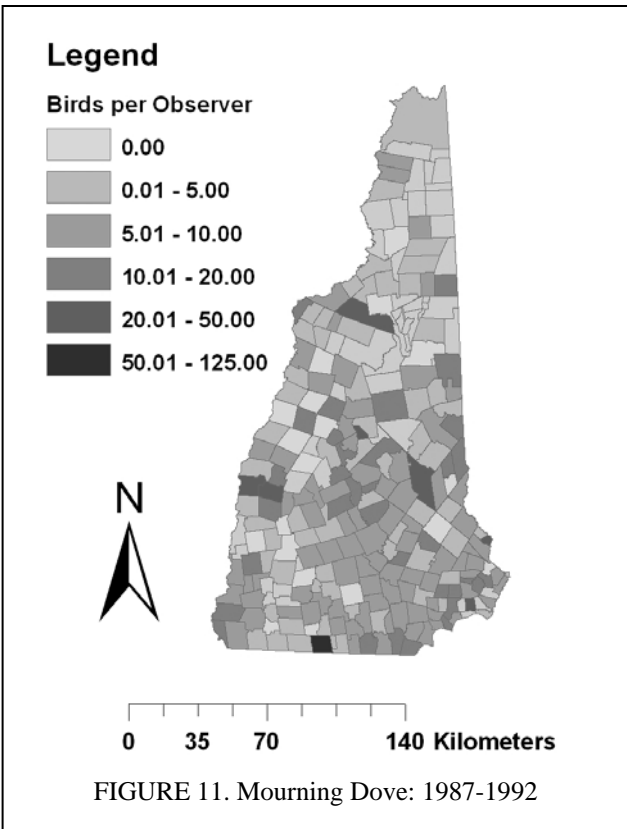 Legend
Birds per Observer
0.00
0.01 - 5.00
5.01 - 10.00
10.01 - 20.00
20.01 - 50.00
50.01 - 125.00
N
0 35 70 140 Kilometers
FIGURE 11. Mourning Dove: 1987-1992